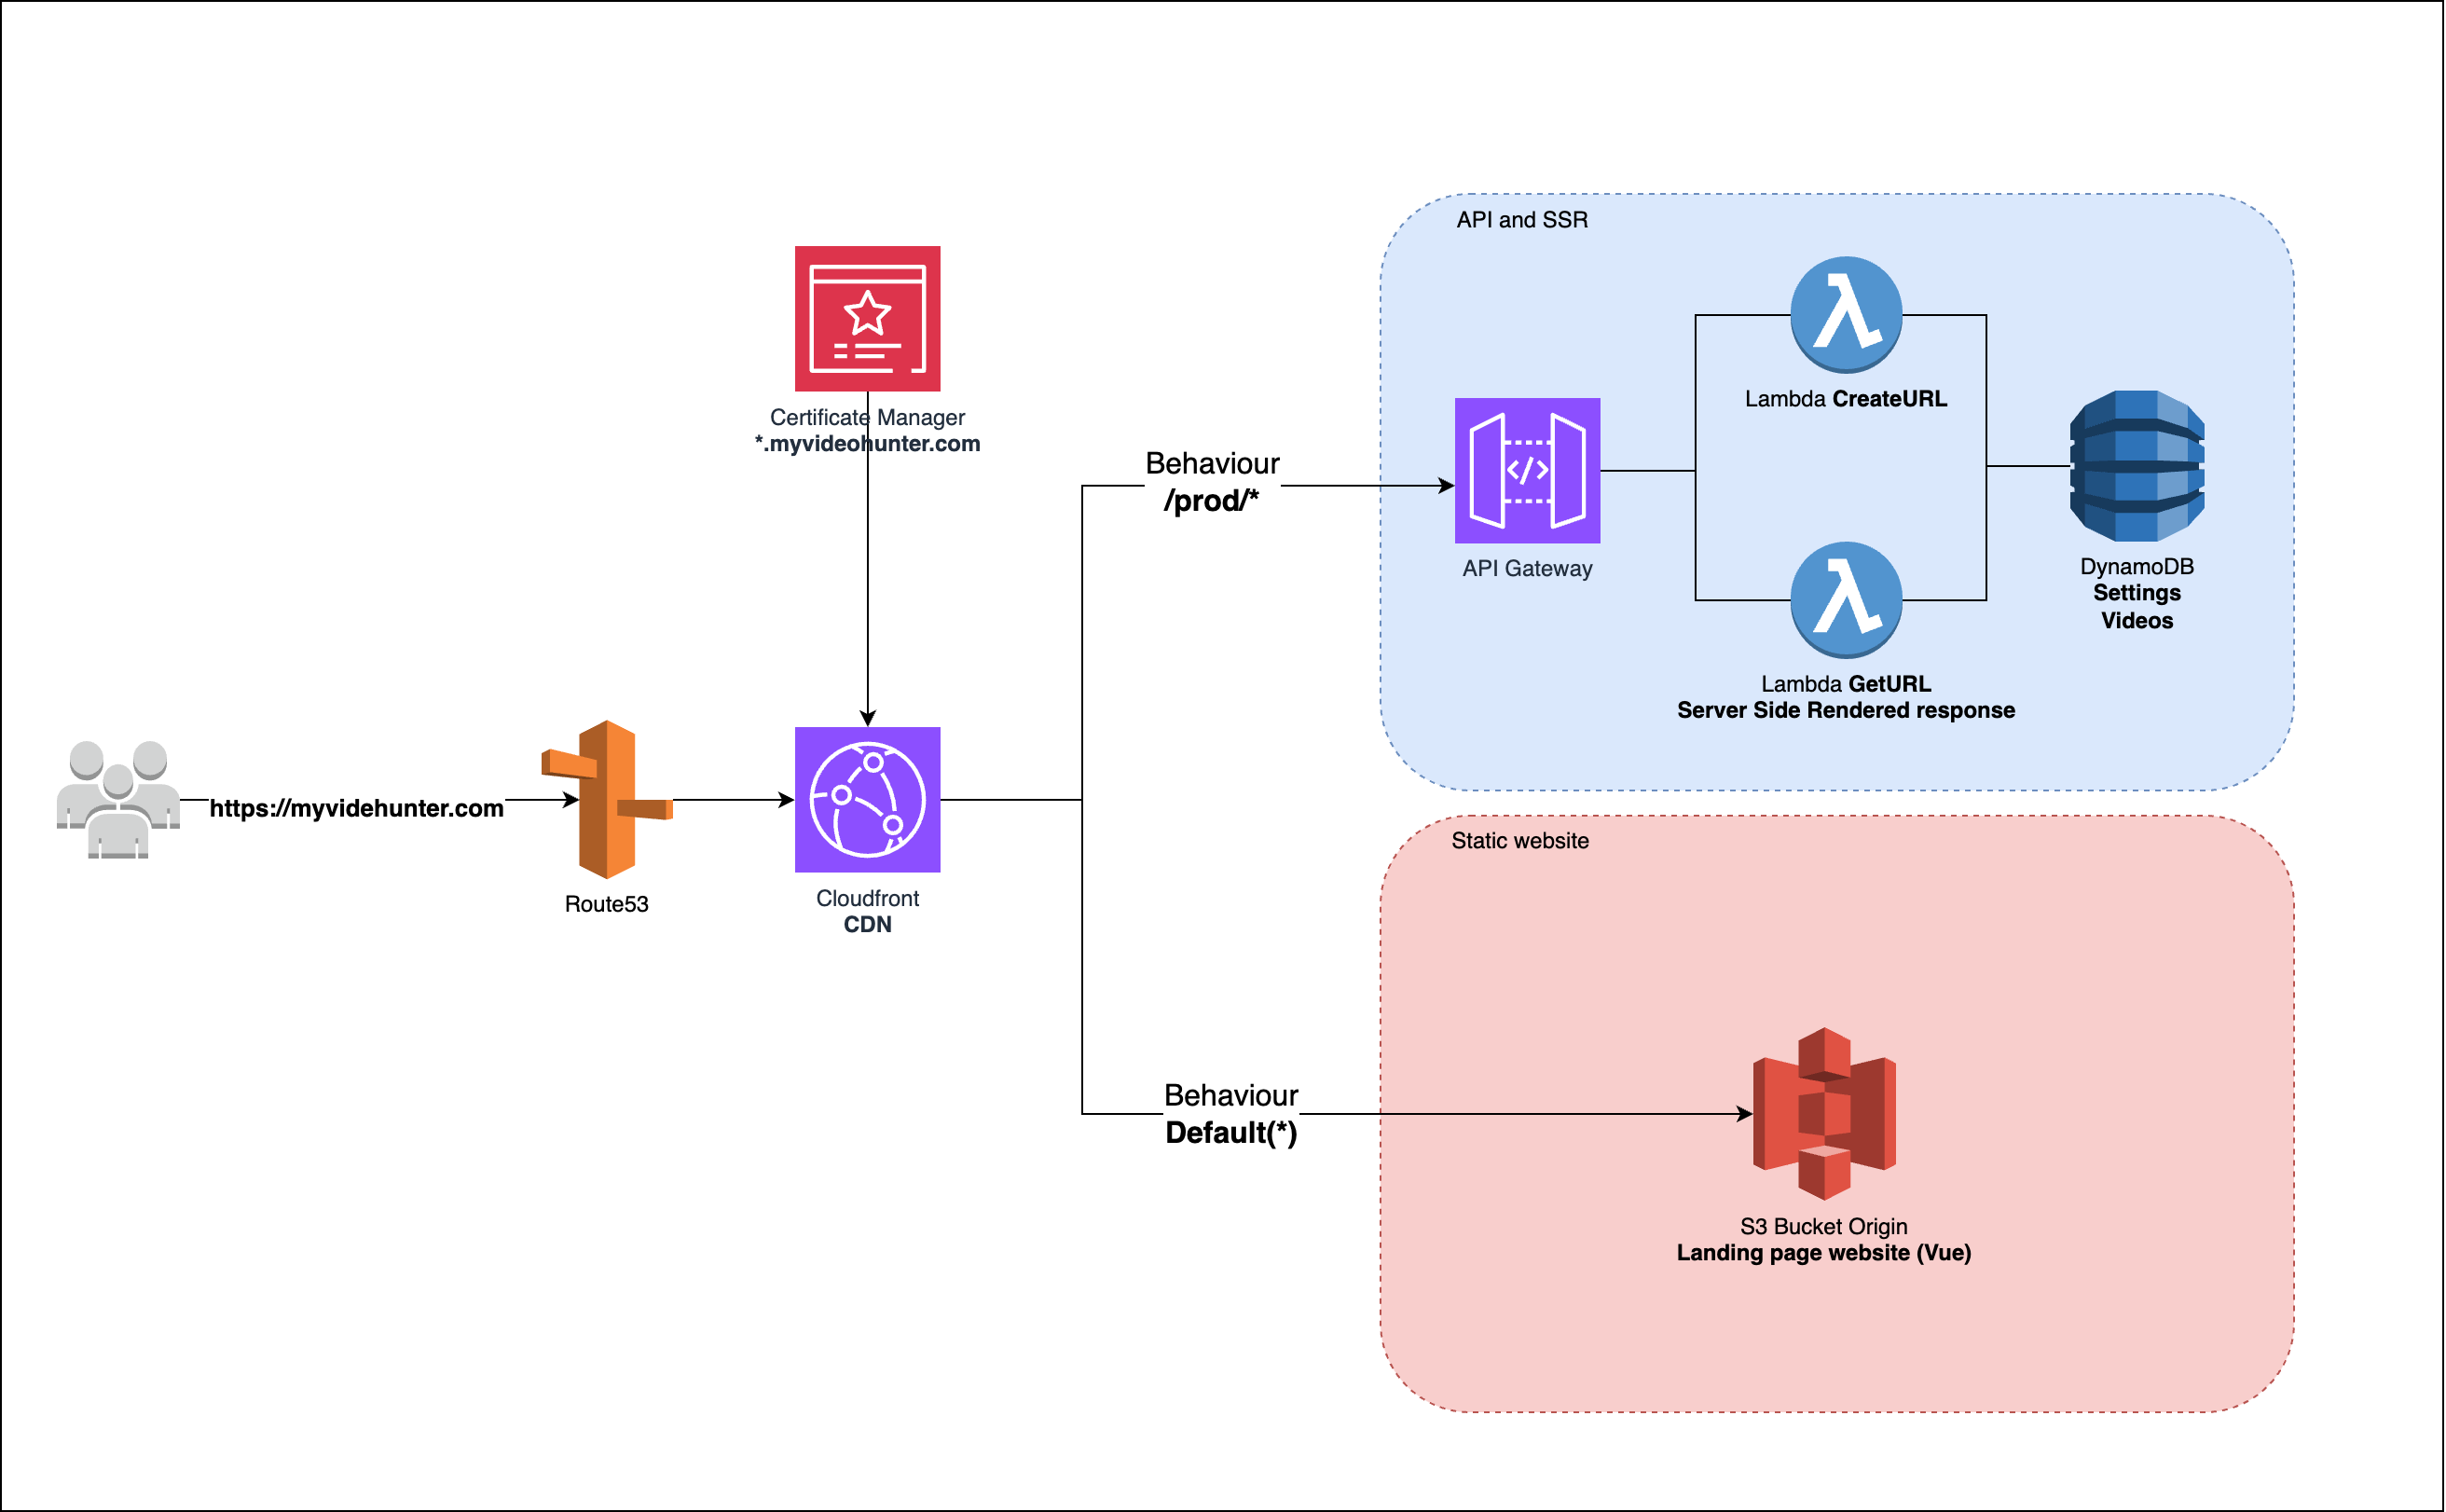 API and SSR
Lambda CreateURL
Certificate Manager
*.myvideohunter.com
Behaviour
/prod/*
API Gateway
DynamoDB
Settings
Videos
Lambda GetURL
Server Side Rendered response
https://myvidehunter.com
Route53
Cloudfront
CDN
Static website
Behaviour
Default(*)
S3 Bucket Origin
Landing page website (Vue)